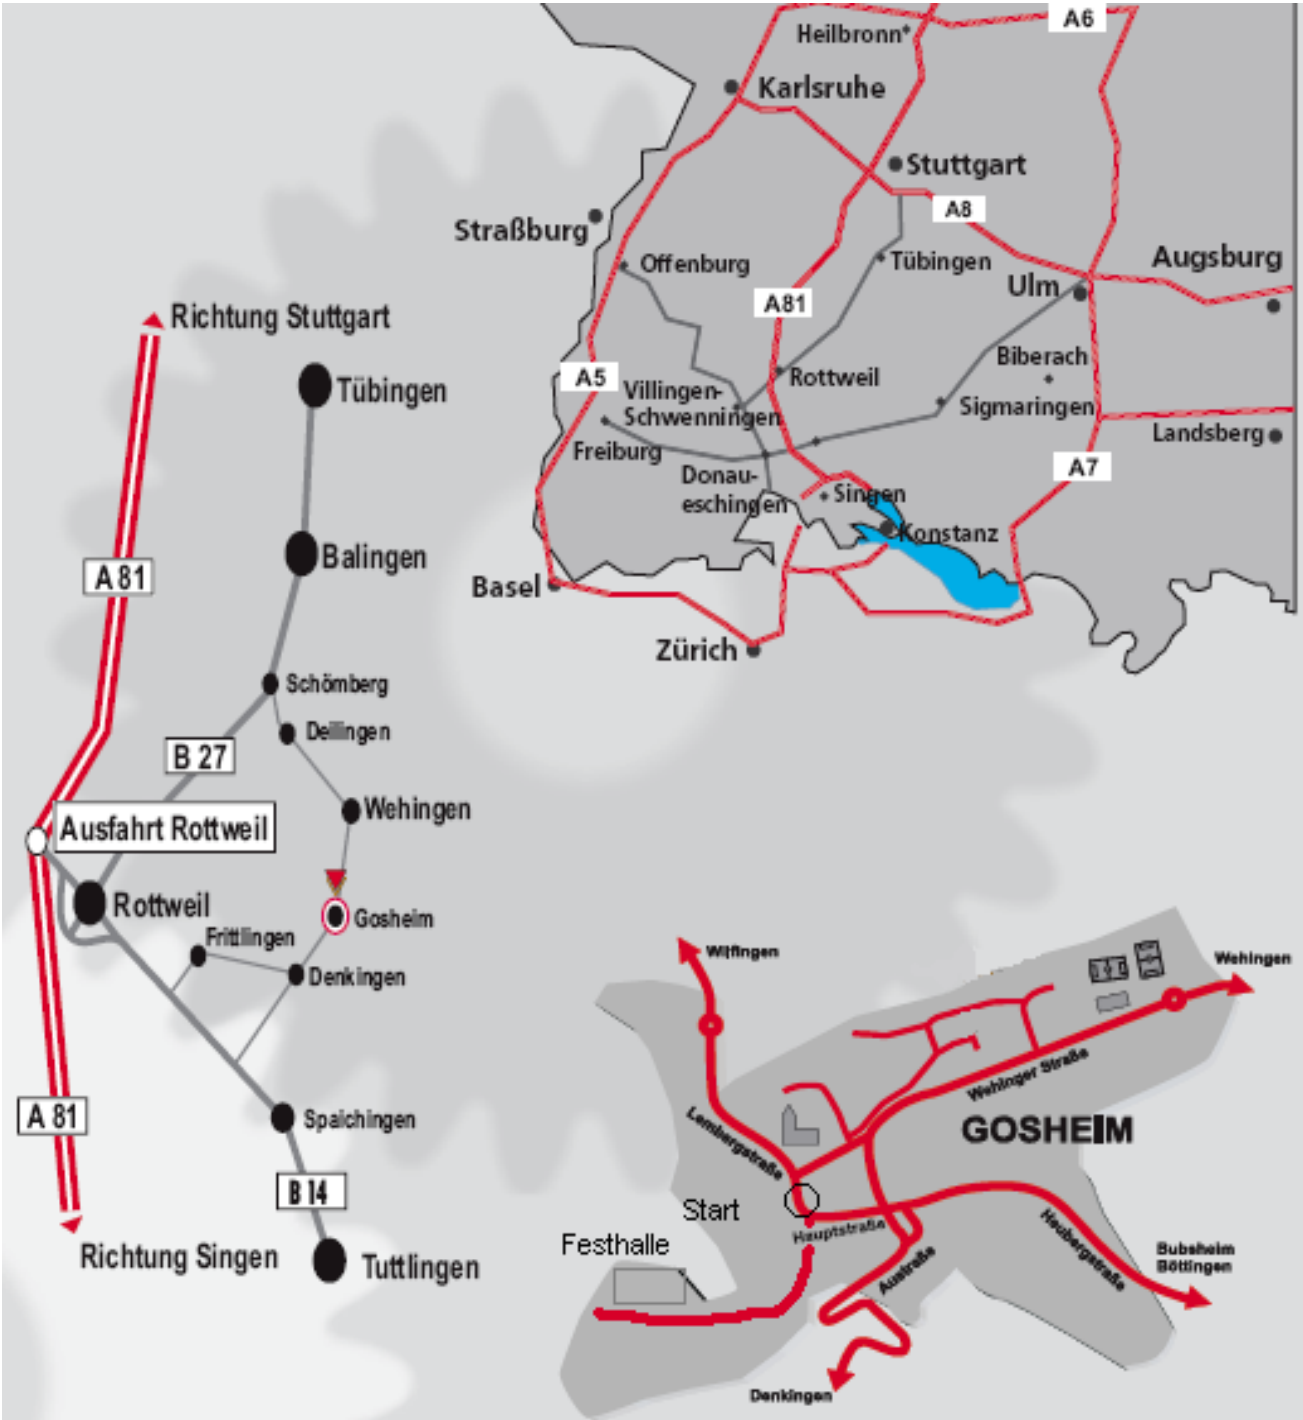 A6
Heilbronn
Karlsruhe
Stuttgart
A8
Straßburg
Offenburg
Tübingen
Augsburg
Ulm
A81
Biberach
A5
Villingen-
Schwenningen
Rottweil
Sigmaringen
Freiburg
Landsberg
A7
Donau-
eschingen
Singen
Konstanz
Basel
Zürich
Richtung Stuttgart
Tübingen
A 81
Balingen
Schömberg
Deilingen
B 27
Wehingen
Ausfahrt Rottweil
Rottweil
Gosheim
Frittlingen
Denkingen
A 81
Spaichingen
B 14
Richtung Singen
Tuttlingen
Wilfingen
Wehingen
Wehinger Straße
Lembergstraße
GOSHEIM
Start
Hauptstraße
Festhalle
Austraße
Heubergstraße
Bubsheim
Böttingen
Denkingen